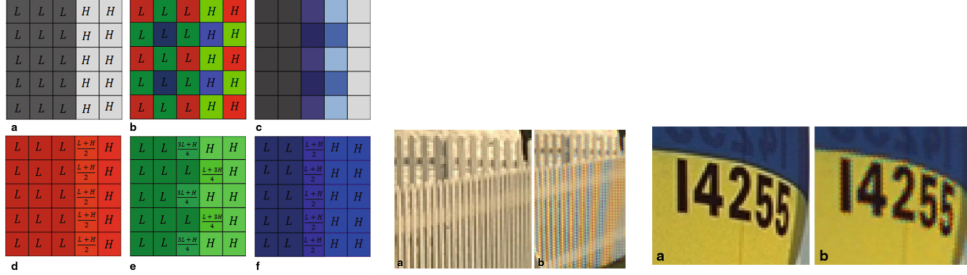 L L L H H
L L L H H
L L L H H
L L L H H
L L L H H
a
L L L H H
L L L H H
L L L H H
L L L H H
L L L H H
b
c
L L L L+H/2 H
L L L L+H/2 H
L L L L+H/2 H
L L L L+H/2 H
L L L L+H/2 H
d
L L 3L+H/4 H H
L L L L+3H/4 H
L L 3L+H/4 H H
L L L L+3H/4 H
L L 3L+H/4 H H
e
L L L+H/2 H H
L L L+H/2 H H
L L L+H/2 H H
L L L+H/2 H H
L L L+H/2 H H
f
a
b
14255
a
14255
b